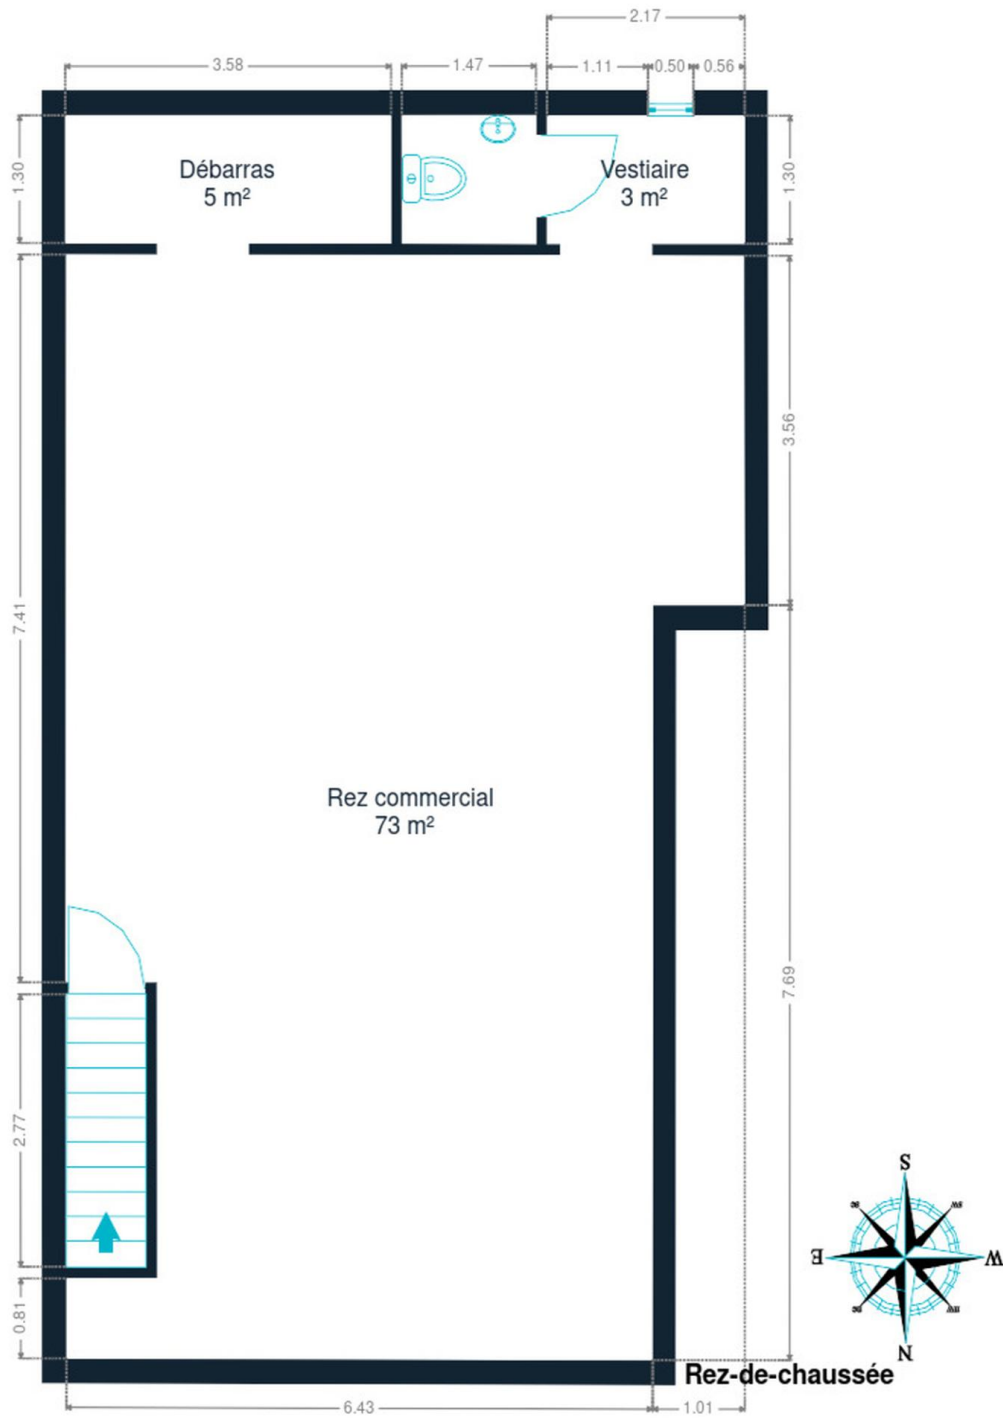 2.17
3.58
1.47
1.11
0.50
0.56
1.30
Débarras
5 m²
Vestiaire
3 m²
1.30
3.56
7.41
Rez commercial
73 m²
7.69
2.77
0.81
S
E
W
N
Rez-de-chaussée
6.43
1.01